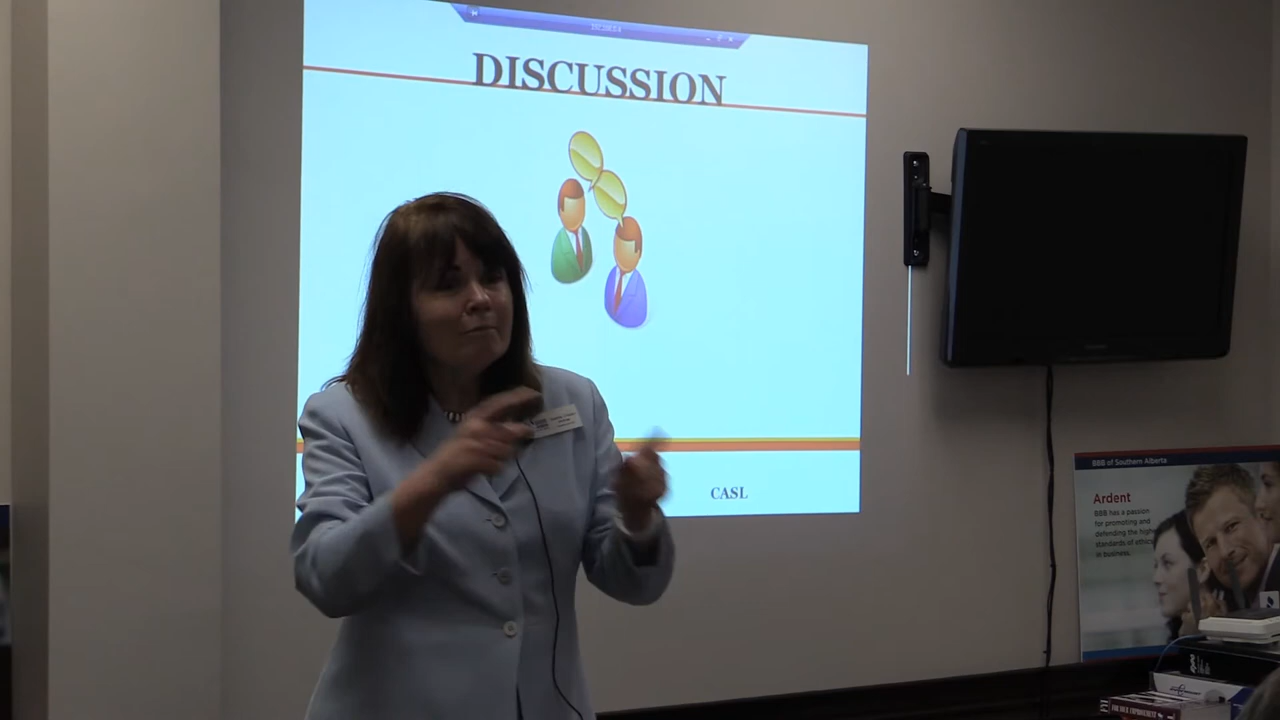 DISCUSSION
CASL
BBB of Southern Alberta
Ardent
BBB has a passion
for promoting and
defending the highe
standards of ethics
in business.